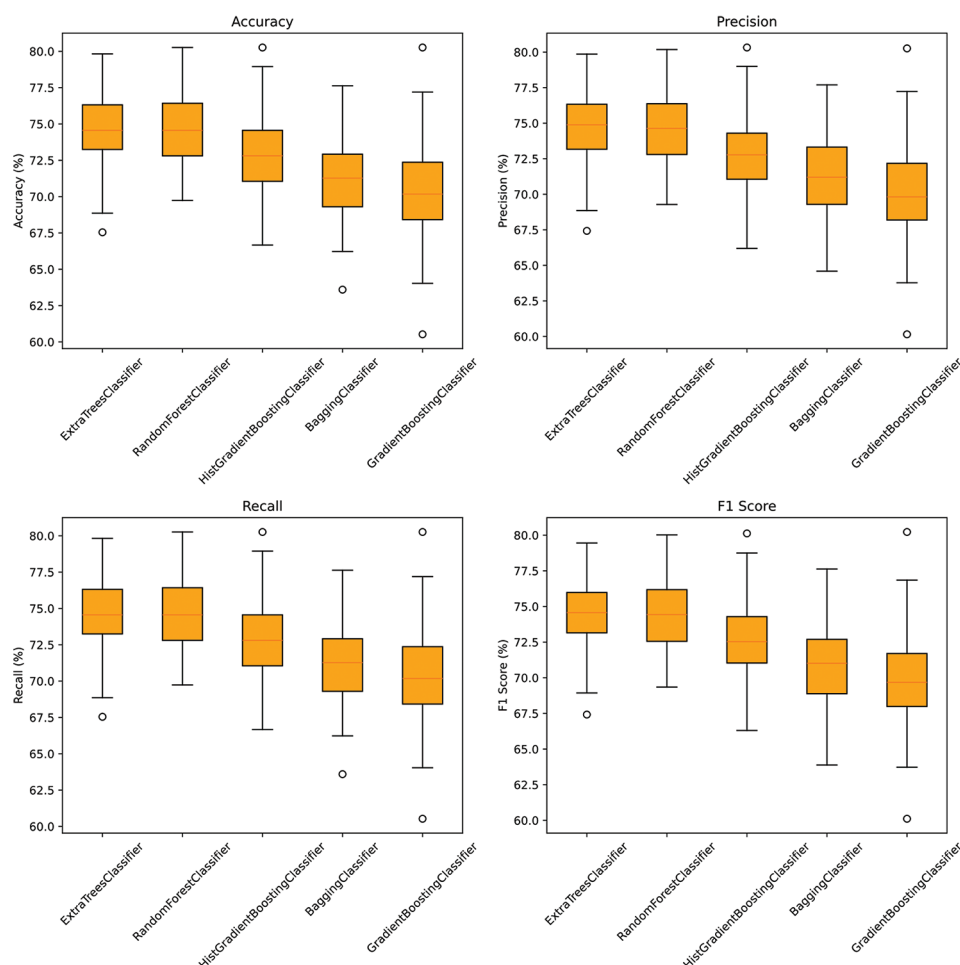 Accuracy
Accuracy (%)
80.0
77.5
75.0
72.5
70.0
67.5
65.0
62.5
60.0
ExtraTreesClassifier
RandomForestClassifier
HistGradientBoostingClassifier
BaggingClassifier
GradientBoostingClassifier
Precision
Precision (%)
80.0
77.5
75.0
72.5
70.0
67.5
65.0
62.5
60.0
ExtraTreesClassifier
RandomForestClassifier
HistGradientBoostingClassifier
BaggingClassifier
GradientBoostingClassifier
Recall
Recall (%)
80.0
77.5
75.0
72.5
70.0
67.5
65.0
62.5
60.0
ExtraTreesClassifier
RandomForestClassifier
HistGradientBoostingClassifier
BaggingClassifier
GradientBoostingClassifier
F1 Score
F1 Score (%)
80.0
77.5
75.0
72.5
70.0
67.5
65.0
62.5
60.0
ExtraTreesClassifier
RandomForestClassifier
HistGradientBoostingClassifier
BaggingClassifier
GradientBoostingClassifier